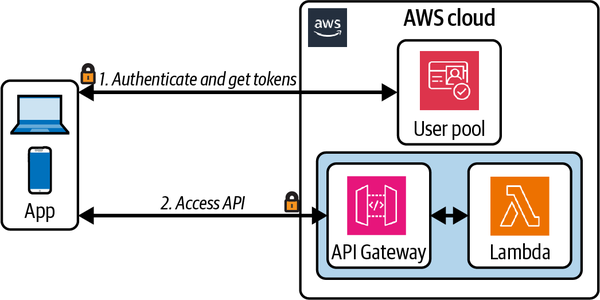 AWS cloud
aws
1. Authenticate and get tokens
User pool
App
2. Access API
API Gateway
Lambda